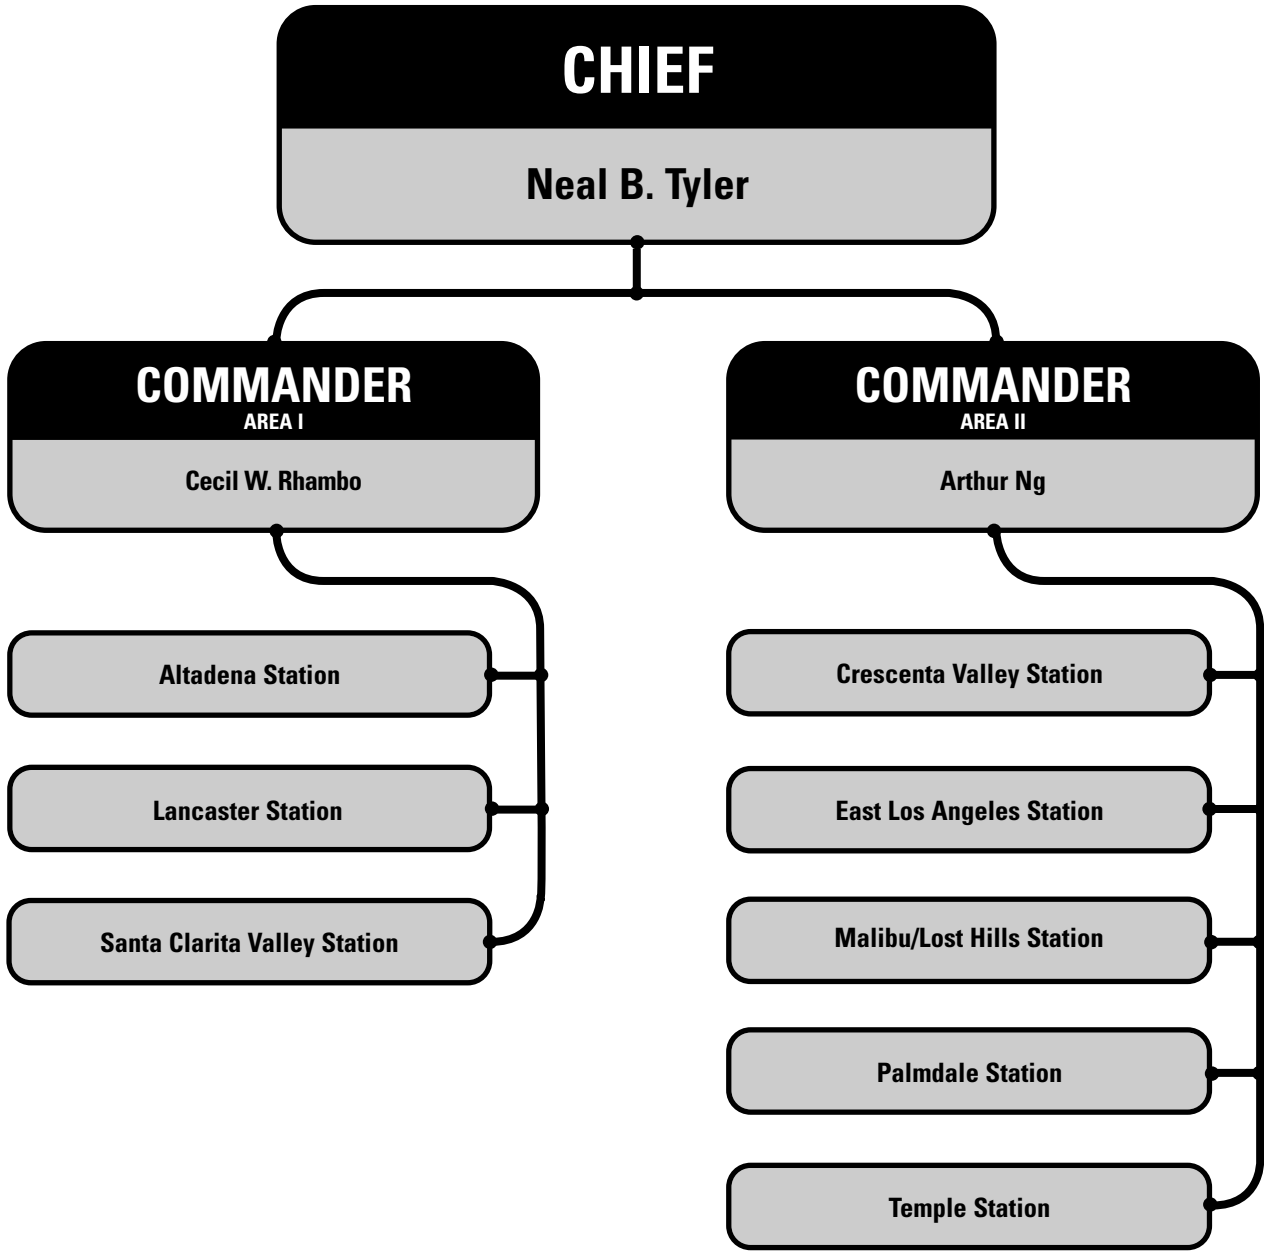 CHIEF
Neal B. Tyler
COMMANDER
AREA I
Cecil W. Rhambo
Altadena Station
Lancaster Station
Santa Clarita Valley Station
COMMANDER
AREA II
Arthur Ng
Crescenta Valley Station
East Los Angeles Station
Malibu/Lost Hills Station
Palmdale Station
Temple Station